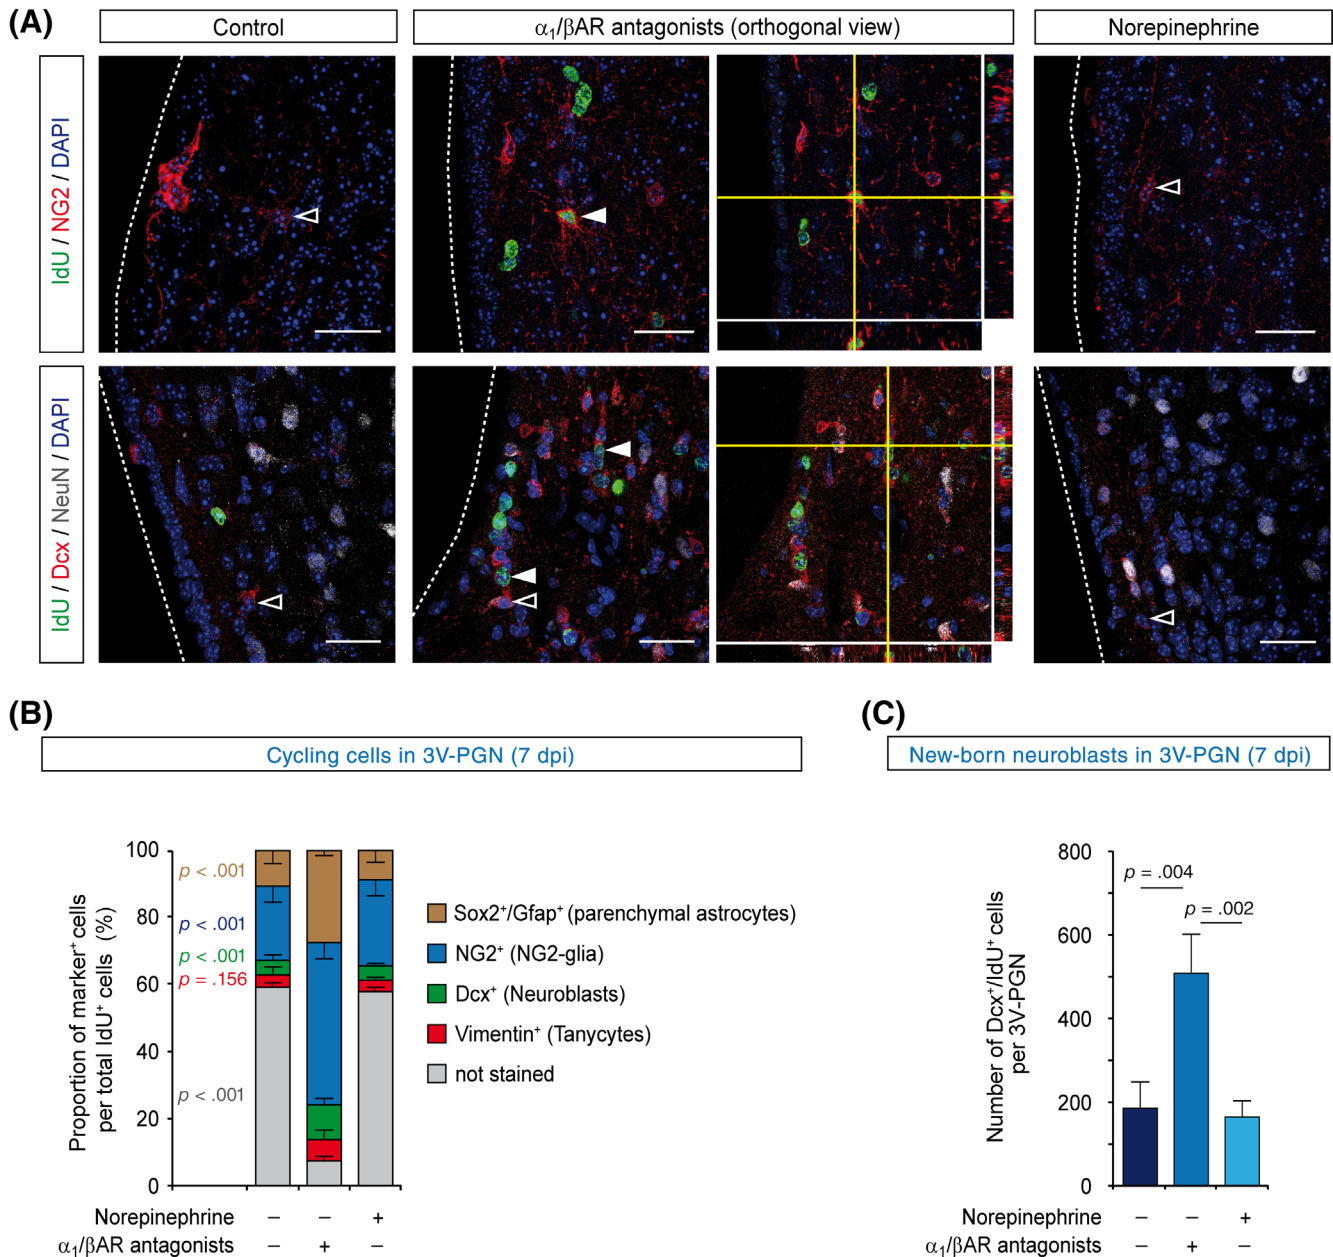 (A)
Control
α1/βAR antagonists (orthogonal view)
Norepinephrine
IdU / NG2 / DAPI
IdU / Dcx / NeuN / DAPI
(B)
Cycling cells in 3V-PGN (7 dpi)
Proportion of marker⁺ cells
per total IdU⁺ cells (%)
100
80
60
40
20
0
p < .001
p < .001
p < .001
p = .156
p < .001
Sox2⁺/Gfap⁺ (parenchymal astrocytes)
NG2⁺ (NG2-glia)
Dcx⁺ (Neuroblasts)
Vimentin⁺ (Tanycytes)
not stained
Norepinephrine – – +
α1/βAR antagonists – + –
(C)
New-born neuroblasts in 3V-PGN (7 dpi)
Number of Dcx⁺/IdU⁺ cells
per 3V-PGN
800
600
400
200
0
p = .004
p = .002
Norepinephrine – – +
α1/βAR antagonists – + –